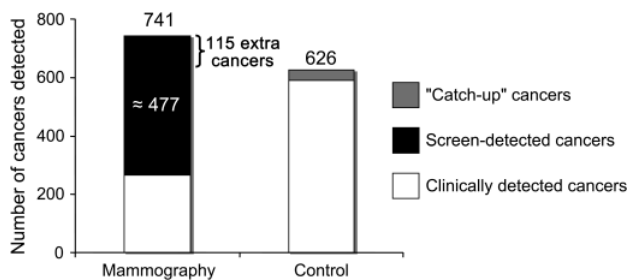 Number of cancers detected
800
600
400
200
0
741
115 extra
cancers
≈ 477
626
Mammography
Control
"Catch-up" cancers
Screen-detected cancers
Clinically detected cancers